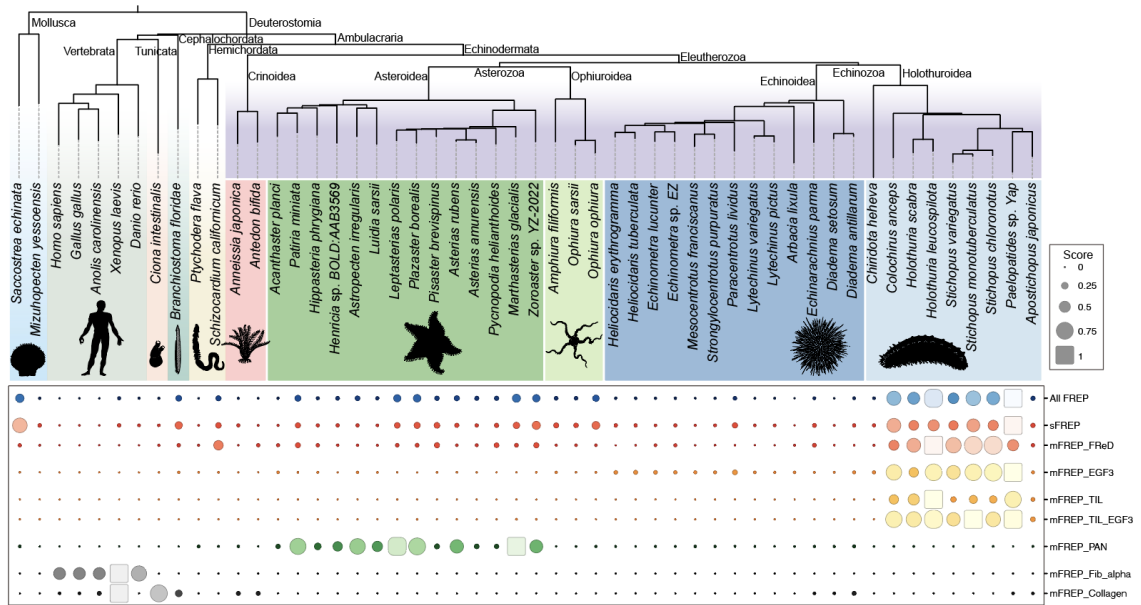 Mollusca
Deuterostomia
Cephalochordata
Ambulacraria
Vertebrata
Tunicata
Hemichordata
Echinodermata
Eleutherozoa
Crinoidea
Asteroidea
Asterozoa
Ophiuroidea
Echinoidea
Echinozoa
Holothuroidea
Saccostrea echinata
Mizuhopecten yessoensis
Homo sapiens
Gallus gallus
Anolis carolinensis
Xenopus laevis
Danio rerio
Ciona intestinalis
Branchiostoma floridae
Ptychodera flava
Schizocardium californicum
Anneissia japonica
Antedon bifida
Acanthaster planci
Patiria miniata
Hippasteria phrygiana
Henricia sp. BOLD:AAB3569
Astropecten irregularis
Luidia sarsii
Leptasterias polaris
Plazaster borealis
Pisaster brevispinus
Asterias rubens
Asterias amurensis
Pycnopodia helianthoides
Marthasterias glacialis
Zoroaster sp. YZ-2022
Amphiura filiformis
Ophiura sarsii
Ophiura ophiura
Heliocidaris erythrogramma
Heliocidaris tuberculata
Echinometra lucunter
Echinometra sp. EZ
Mesocentrotus franciscanus
Strongylocentrotus purpuratus
Paracentrotus lividus
Lytechinus variegatus
Lytechinus pictus
Arbacia lixula
Echinarachnius parma
Diadema setosum
Diadema antillarum
Chiridota heheva
Colochirus anceps
Holothuria scabra
Holothuria leucospilota
Stichopus variegatus
Stichopus monotuberculatus
Stichopus chloronotus
Paelopatides sp. Yap
Apostichopus japonicus
Score
0
0.25
0.5
0.75
1
All FREP
sFREP
mFREP_FReD
mFREP_EGF3
mFREP_TIL
mFREP_TIL_EGF3
mFREP_PAN
mFREP_Fib_alpha
mFREP_Collagen